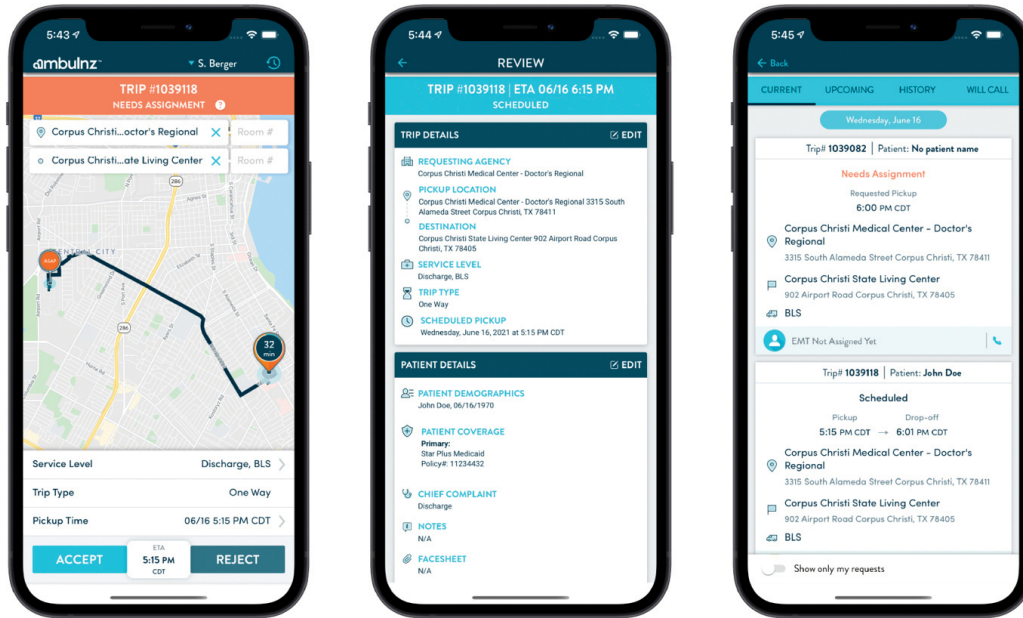 5:43
ambulnz
S. Berger
TRIP #1039118
NEEDS ASSIGNMENT ?
Corpus Christi...octor's Regional
Room #
Corpus Christi...ate Living Center
Room #
286
Agnes St
CENTRAL CITY
ASAP
286
32
min
Service Level
Discharge, BLS
Trip Type
One Way
Pickup Time
06/16 5:15 PM CDT
ACCEPT
ETA
5:15 PM
CDT
REJECT
5:44
REVIEW
TRIP #1039118 | ETA 06/16 6:15 PM
SCHEDULED
TRIP DETAILS
EDIT
REQUESTING AGENCY
Corpus Christi Medical Center - Doctor's Regional
PICKUP LOCATION
Corpus Christi Medical Center - Doctor's Regional 3315 South
Alameda Street Corpus Christi, TX 78411
DESTINATION
Corpus Christi State Living Center 902 Airport Road Corpus
Christi, TX 78405
SERVICE LEVEL
Discharge, BLS
TRIP TYPE
One Way
SCHEDULED PICKUP
Wednesday, June 16, 2021 at 5:15 PM CDT
PATIENT DETAILS
EDIT
PATIENT DEMOGRAPHICS
John Doe, 06/16/1970
PATIENT COVERAGE
Primary:
Star Plus Medicaid
Policy#: 11234432
CHIEF COMPLAINT
Discharge
NOTES
N/A
FACESHEET
N/A
5:45
Back
CURRENT
UPCOMING
HISTORY
WILL CALL
Wednesday, June 16
Trip# 1039082 | Patient: No patient name
Needs Assignment
Requested Pickup
6:00 PM CDT
Corpus Christi Medical Center – Doctor's
Regional
3315 South Alameda Street Corpus Christi, TX 78411
Corpus Christi State Living Center
902 Airport Road Corpus Christi, TX 78405
BLS
EMT Not Assigned Yet
Trip# 1039118 | Patient: John Doe
Scheduled
Pickup
Drop-off
5:15 PM CDT → 6:01 PM CDT
Corpus Christi Medical Center – Doctor's
Regional
3315 South Alameda Street Corpus Christi, TX 78411
Corpus Christi State Living Center
902 Airport Road Corpus Christi, TX 78405
BLS
Show only my requests